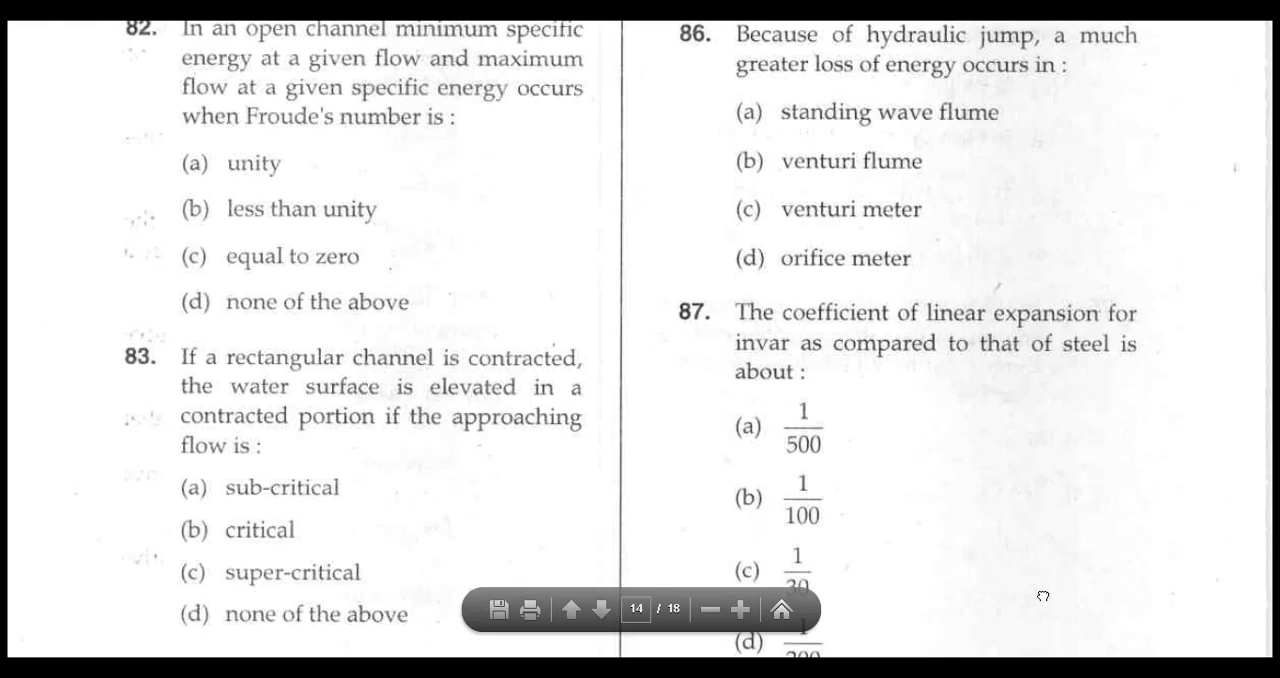 82. In an open channel minimum specific
energy at a given flow and maximum
flow at a given specific energy occurs
when Froude's number is :
(a) unity
(b) less than unity
(c) equal to zero
(d) none of the above
83. If a rectangular channel is contracted,
the water surface is elevated in a
contracted portion if the approaching
flow is :
(a) sub-critical
(b) critical
(c) super-critical
(d) none of the above
86. Because of hydraulic jump, a much
greater loss of energy occurs in :
(a) standing wave flume
(b) venturi flume
(c) venturi meter
(d) orifice meter
87. The coefficient of linear expansion for
invar as compared to that of steel is
about :
(a) 1
500
(b) 1
100
(c) 1
30
(d) 1
14 / 18